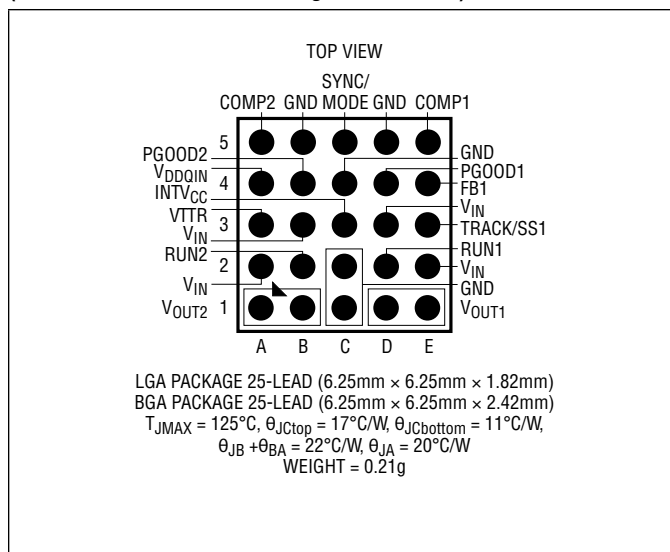 TOP VIEW
SYNC/
COMP2 GND MODE GND COMP1
5
PGOOD2
GND
VDDQIN
4
PGOOD1
FB1
INTVCC
VIN
VTTR
3
TRACK/SS1
VIN
RUN2
RUN1
2
VIN
VIN
GND
VOUT2 1
VOUT1
A B C D E
LGA PACKAGE 25-LEAD (6.25mm × 6.25mm × 1.82mm)
BGA PACKAGE 25-LEAD (6.25mm × 6.25mm × 2.42mm)
TJMAX = 125°C, θJCtop = 17°C/W, θJCbottom = 11°C/W,
θJB +θBA = 22°C/W, θJA = 20°C/W
WEIGHT = 0.21g